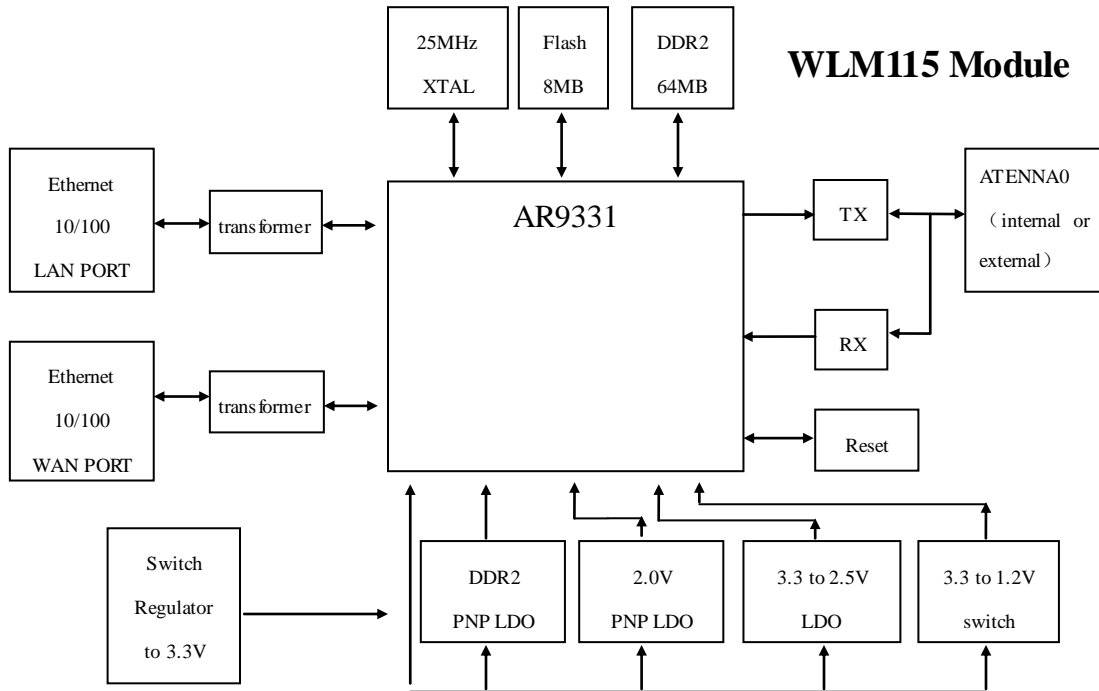 25MHz
XTAL
Flash
8MB
DDR2
64MB
WLM115 Module
Ethernet
10/100
LAN PORT
transformer
AR9331
TX
ATENNA0
（internal or
external）
RX
Ethernet
10/100
WAN PORT
transformer
Reset
Switch
Regulator
to 3.3V
DDR2
PNP LDO
2.0V
PNP LDO
3.3 to 2.5V
LDO
3.3 to 1.2V
switch